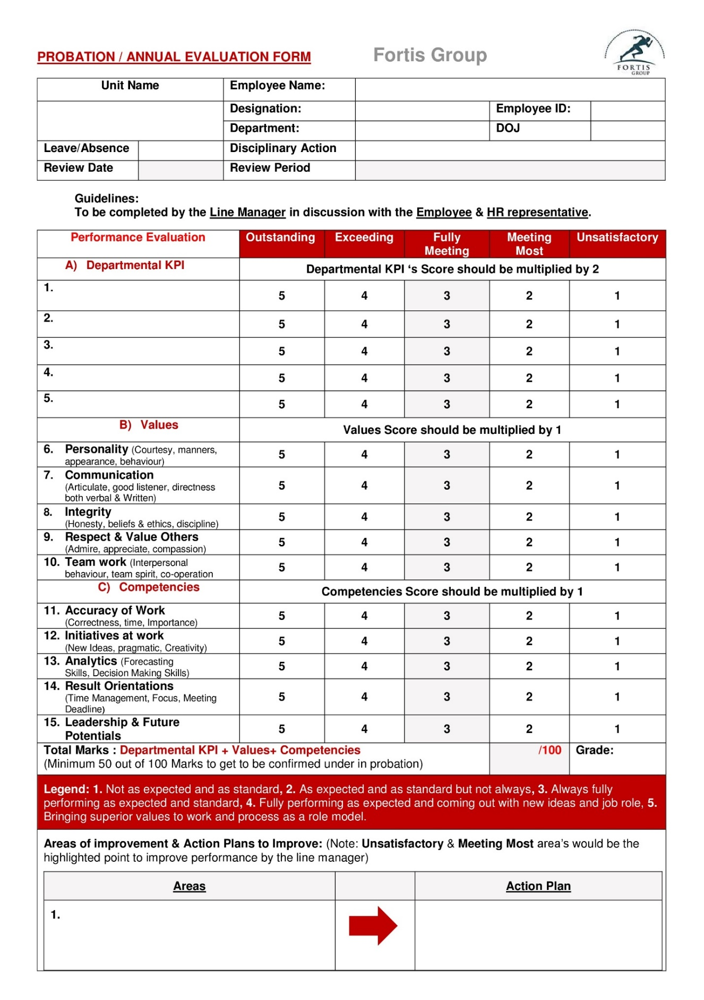 PROBATION / ANNUAL EVALUATION FORM
Fortis Group
FORTIS
GROUP
Unit Name
Employee Name:
Designation:
Employee ID:
Department:
DOJ
Leave/Absence
Disciplinary Action
Review Date
Review Period
Guidelines:
To be completed by the Line Manager in discussion with the Employee & HR representative.
Performance Evaluation
Outstanding
Exceeding
Fully
Meeting
Meeting
Most
Unsatisfactory
A) Departmental KPI
Departmental KPI ‘s Score should be multiplied by 2
1.
5 4 3 2 1
2.
5 4 3 2 1
3.
5 4 3 2 1
4.
5 4 3 2 1
5.
5 4 3 2 1
B) Values
Values Score should be multiplied by 1
6. Personality (Courtesy, manners,
appearance, behaviour)
5 4 3 2 1
7. Communication
(Articulate, good listener, directness
both verbal & Written)
5 4 3 2 1
8. Integrity
(Honesty, beliefs & ethics, discipline)
5 4 3 2 1
9. Respect & Value Others
(Admire, appreciate, compassion)
5 4 3 2 1
10. Team work (Interpersonal
behaviour, team spirit, co-operation
5 4 3 2 1
C) Competencies
Competencies Score should be multiplied by 1
11. Accuracy of Work
(Correctness, time, Importance)
5 4 3 2 1
12. Initiatives at work
(New Ideas, pragmatic, Creativity)
5 4 3 2 1
13. Analytics (Forecasting
Skills, Decision Making Skills)
5 4 3 2 1
14. Result Orientations
(Time Management, Focus, Meeting
Deadline)
5 4 3 2 1
15. Leadership & Future
Potentials
5 4 3 2 1
Total Marks : Departmental KPI + Values+ Competencies
(Minimum 50 out of 100 Marks to get to be confirmed under in probation)
/100
Grade:
Legend: 1. Not as expected and as standard, 2. As expected and as standard but not always, 3. Always fully
performing as expected and standard, 4. Fully performing as expected and coming out with new ideas and job role, 5.
Bringing superior values to work and process as a role model.
Areas of improvement & Action Plans to Improve: (Note: Unsatisfactory & Meeting Most area’s would be the
highlighted point to improve performance by the line manager)
Areas
Action Plan
1.